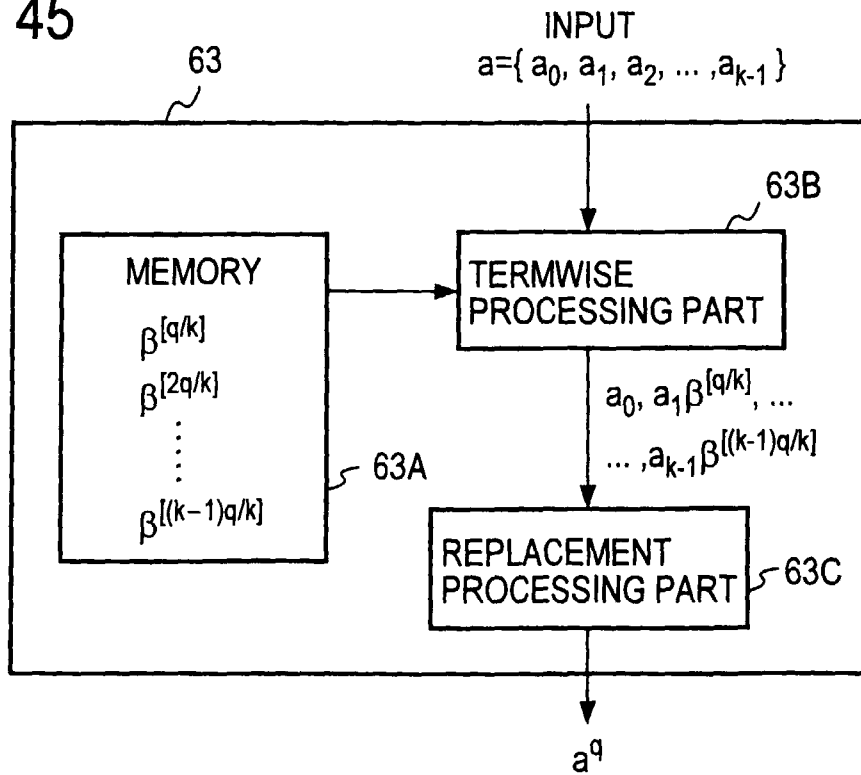 45
INPUT
a={ a₀, a₁, a₂, ... ,aₖ₋₁ }
63
63B
MEMORY
β^[q/k]
β^[2q/k]
⋮
β^[(k−1)q/k]
63A
TERMWISE
PROCESSING PART
a₀, a₁β^[q/k], ...
... ,aₖ₋₁β^[(k-1)q/k]
REPLACEMENT
PROCESSING PART
63C
a^q